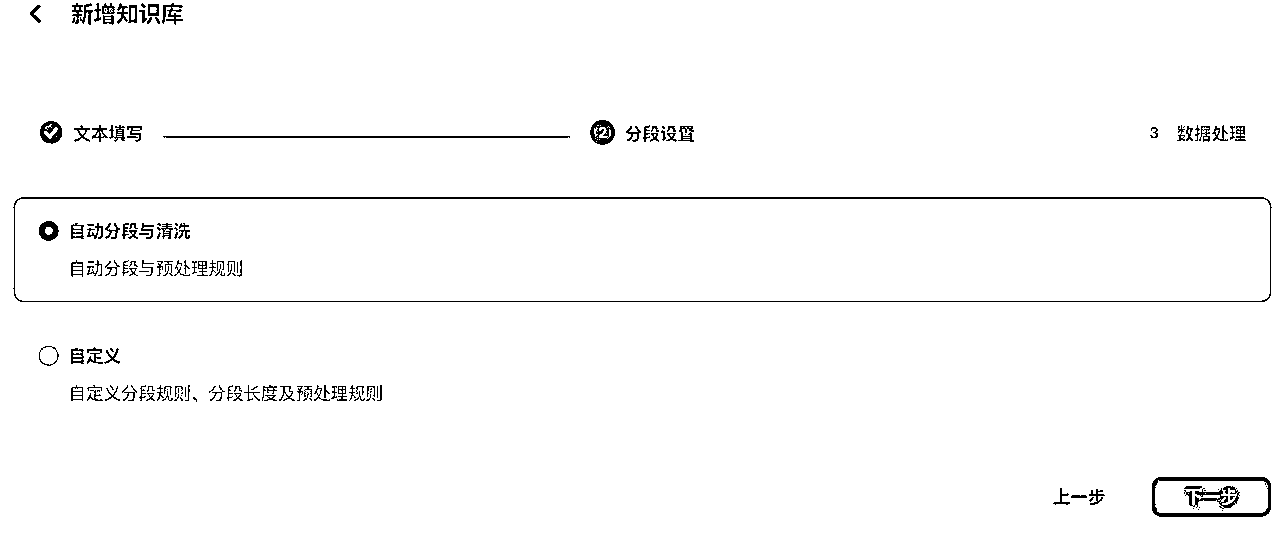 新增知识库
文本填写 2 分段设置 3 数据处理
自动分段与清洗
自动分段与预处理规则
自定义
自定义分段规则、分段长度及预处理规则
上一步 下一步